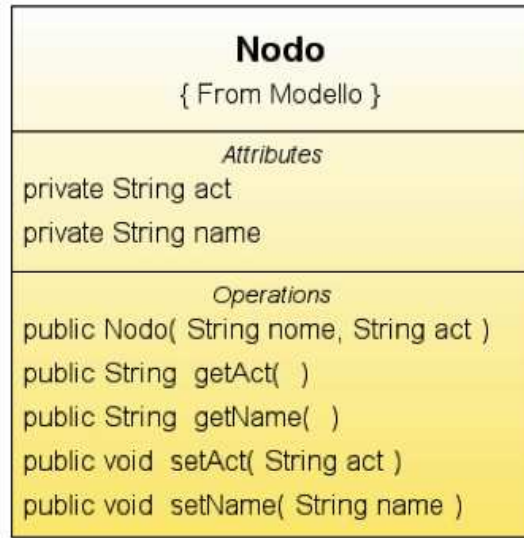 Nodo
{ From Modello }
Attributes
private String act
private String name
Operations
public Nodo( String nome, String act )
public String getAct( )
public String getName( )
public void setAct( String act )
public void setName( String name )